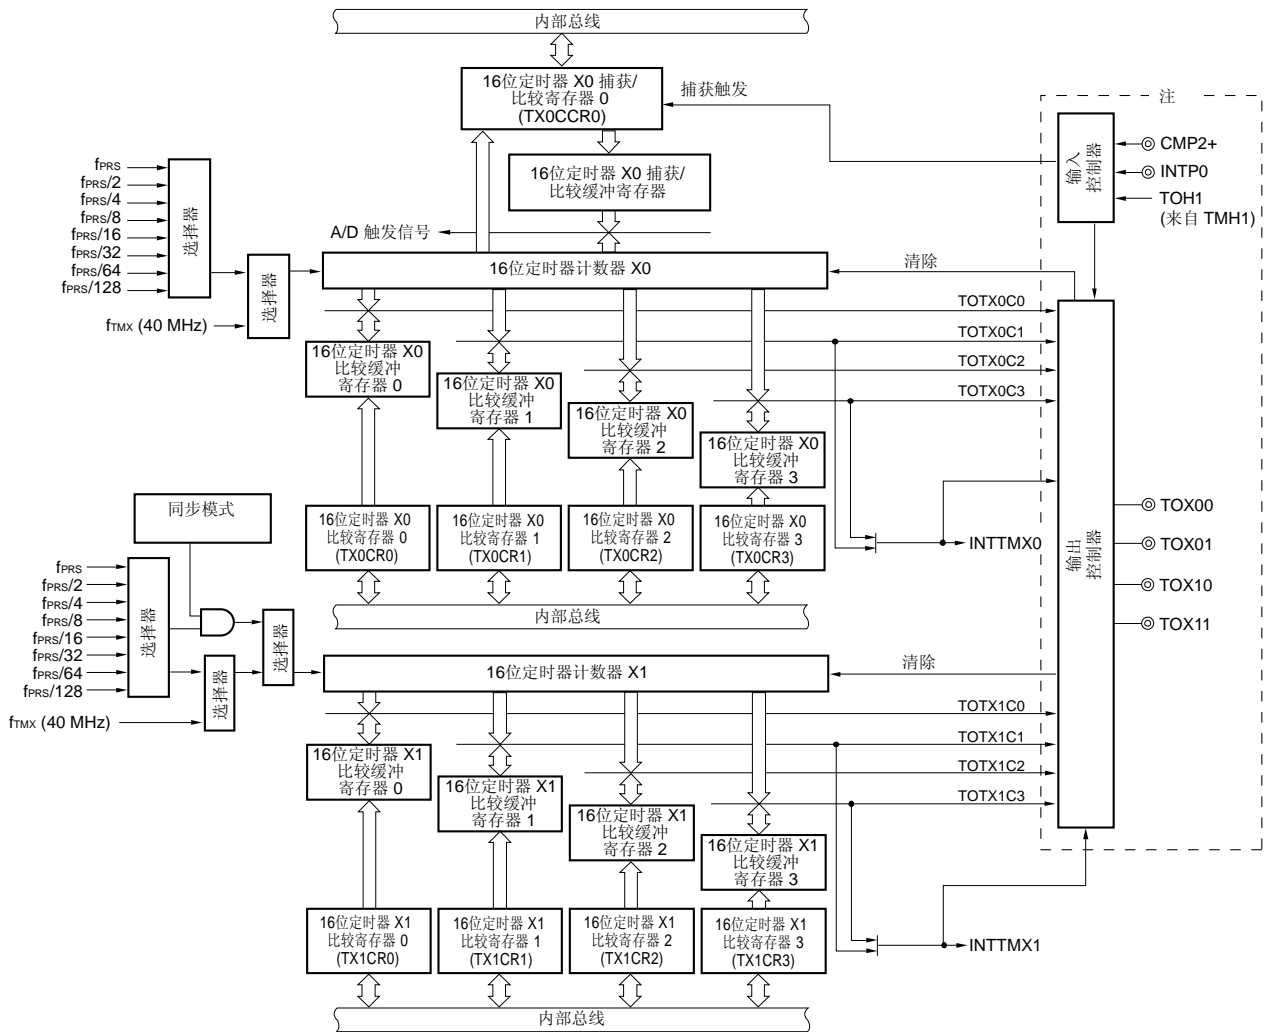 内部总线
16位定时器 X0 捕获/
比较寄存器 0
(TX0CCR0)
捕获触发
注
输入
控制器
CMP2+
INTP0
TOH1
(来自 TMH1)
16位定时器 X0 捕获/
比较缓冲寄存器
A/D 触发信号
fPRS
fPRS/2
fPRS/4
fPRS/8
fPRS/16
fPRS/32
fPRS/64
fPRS/128
选择器
选择器
fTMX (40 MHz)
16位定时器计数器 X0
清除
TOTX0C0
TOTX0C1
TOTX0C2
TOTX0C3
16位定时器 X0
比较缓冲
寄存器 0
16位定时器 X0
比较缓冲
寄存器 1
16位定时器 X0
比较缓冲
寄存器 2
16位定时器 X0
比较缓冲
寄存器 3
16位定时器 X0
比较寄存器 0
(TX0CR0)
16位定时器 X0
比较寄存器 1
(TX0CR1)
16位定时器 X0
比较寄存器 2
(TX0CR2)
16位定时器 X0
比较寄存器 3
(TX0CR3)
INTTMX0
输出
控制器
TOX00
TOX01
TOX10
TOX11
内部总线
同步模式
fPRS
fPRS/2
fPRS/4
fPRS/8
fPRS/16
fPRS/32
fPRS/64
fPRS/128
选择器
选择器
选择器
fTMX (40 MHz)
16位定时器计数器 X1
清除
TOTX1C0
TOTX1C1
TOTX1C2
TOTX1C3
16位定时器 X1
比较缓冲
寄存器 0
16位定时器 X1
比较缓冲
寄存器 1
16位定时器 X1
比较缓冲
寄存器 2
16位定时器 X1
比较缓冲
寄存器 3
16位定时器 X1
比较寄存器 0
(TX1CR0)
16位定时器 X1
比较寄存器 1
(TX1CR1)
16位定时器 X1
比较寄存器 2
(TX1CR2)
16位定时器 X1
比较寄存器 3
(TX1CR3)
INTTMX1
内部总线